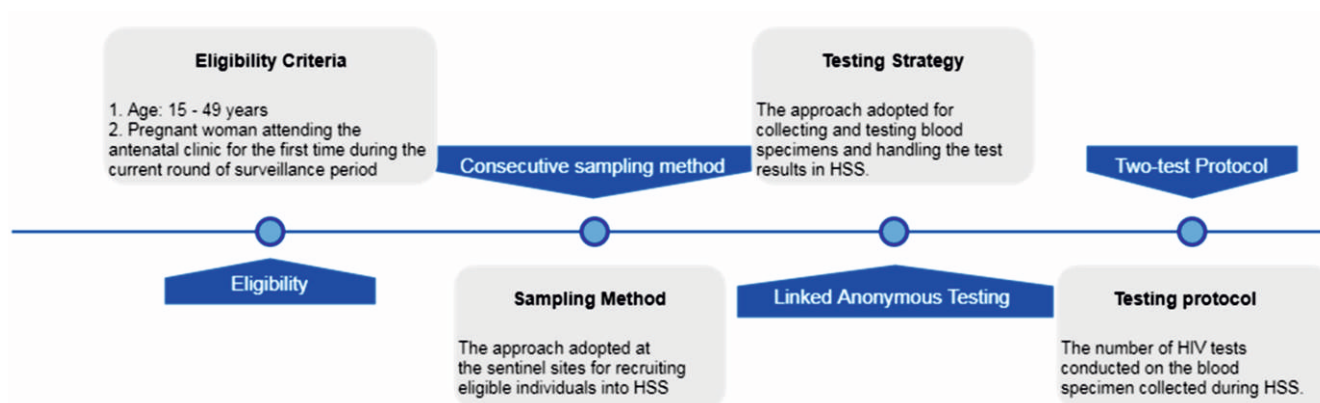 Eligibility Criteria
1. Age: 15 - 49 years
2. Pregnant woman attending the
antenatal clinic for the first time during the
current round of surveillance period
Eligibility
Consecutive sampling method
Sampling Method
The approach adopted at
the sentinel sites for recruiting
eligible individuals into HSS
Testing Strategy
The approach adopted for
collecting and testing blood
specimens and handling the test
results in HSS.
Linked Anonymous Testing
Two-test Protocol
Testing protocol
The number of HIV tests
conducted on the blood
specimen collected during HSS.